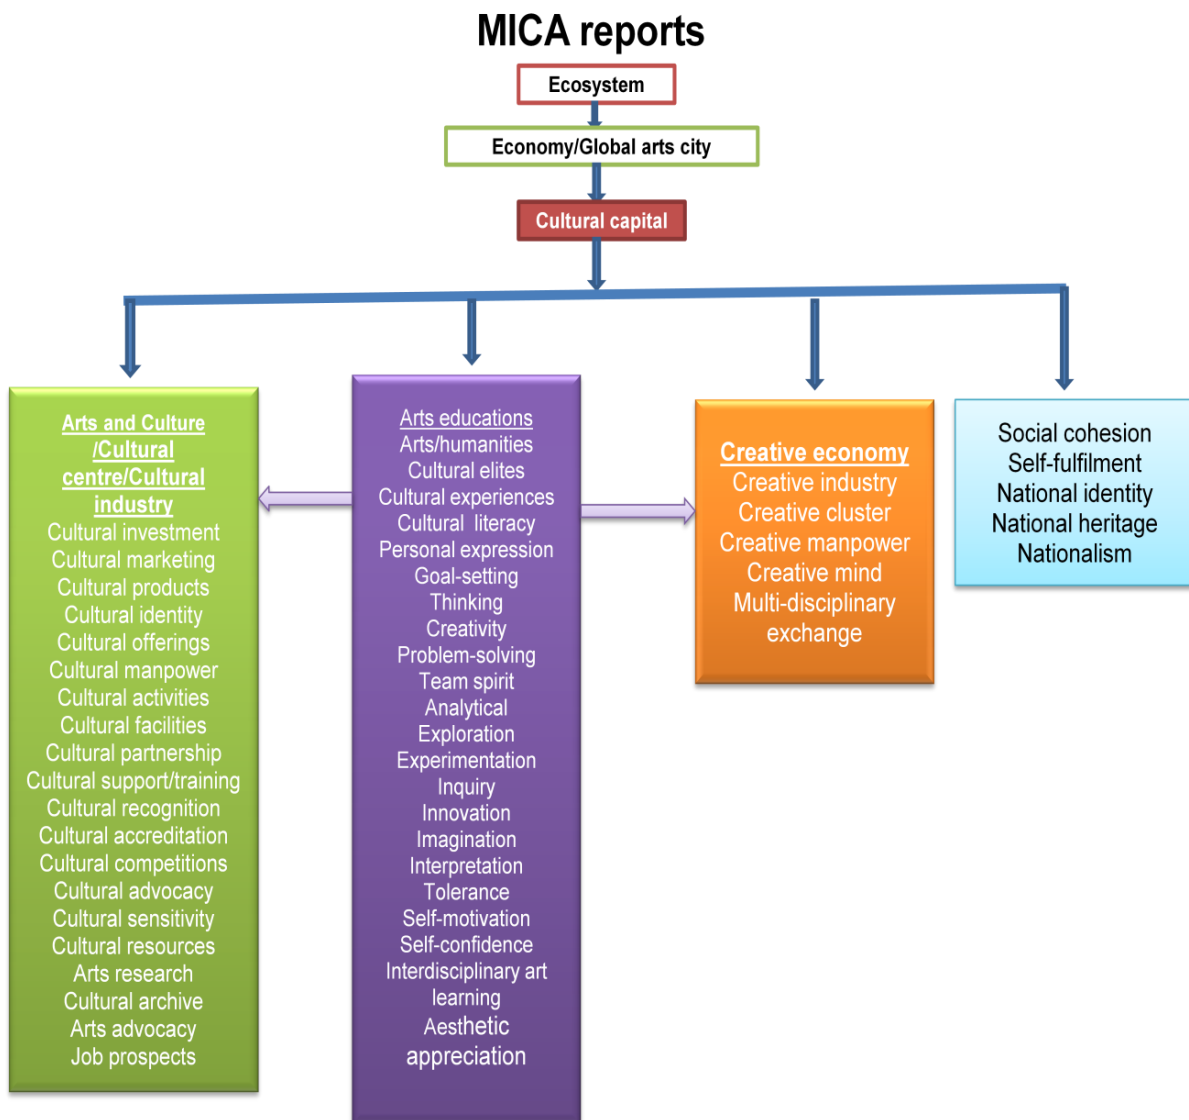 MICA reports
Ecosystem
Economy/Global arts city
Cultural capital
Arts and Culture
/Cultural
centre/Cultural
industry
Cultural investment
Cultural marketing
Cultural products
Cultural identity
Cultural offerings
Cultural manpower
Cultural activities
Cultural facilities
Cultural partnership
Cultural support/training
Cultural recognition
Cultural accreditation
Cultural competitions
Cultural advocacy
Cultural sensitivity
Cultural resources
Arts research
Cultural archive
Arts advocacy
Job prospects
Arts educations
Arts/humanities
Cultural elites
Cultural experiences
Cultural literacy
Personal expression
Goal-setting
Thinking
Creativity
Problem-solving
Team spirit
Analytical
Exploration
Experimentation
Inquiry
Innovation
Imagination
Interpretation
Tolerance
Self-motivation
Self-confidence
Interdisciplinary art
learning
Aesthetic
appreciation
Creative economy
Creative industry
Creative cluster
Creative manpower
Creative mind
Multi-disciplinary
exchange
Social cohesion
Self-fulfilment
National identity
National heritage
Nationalism